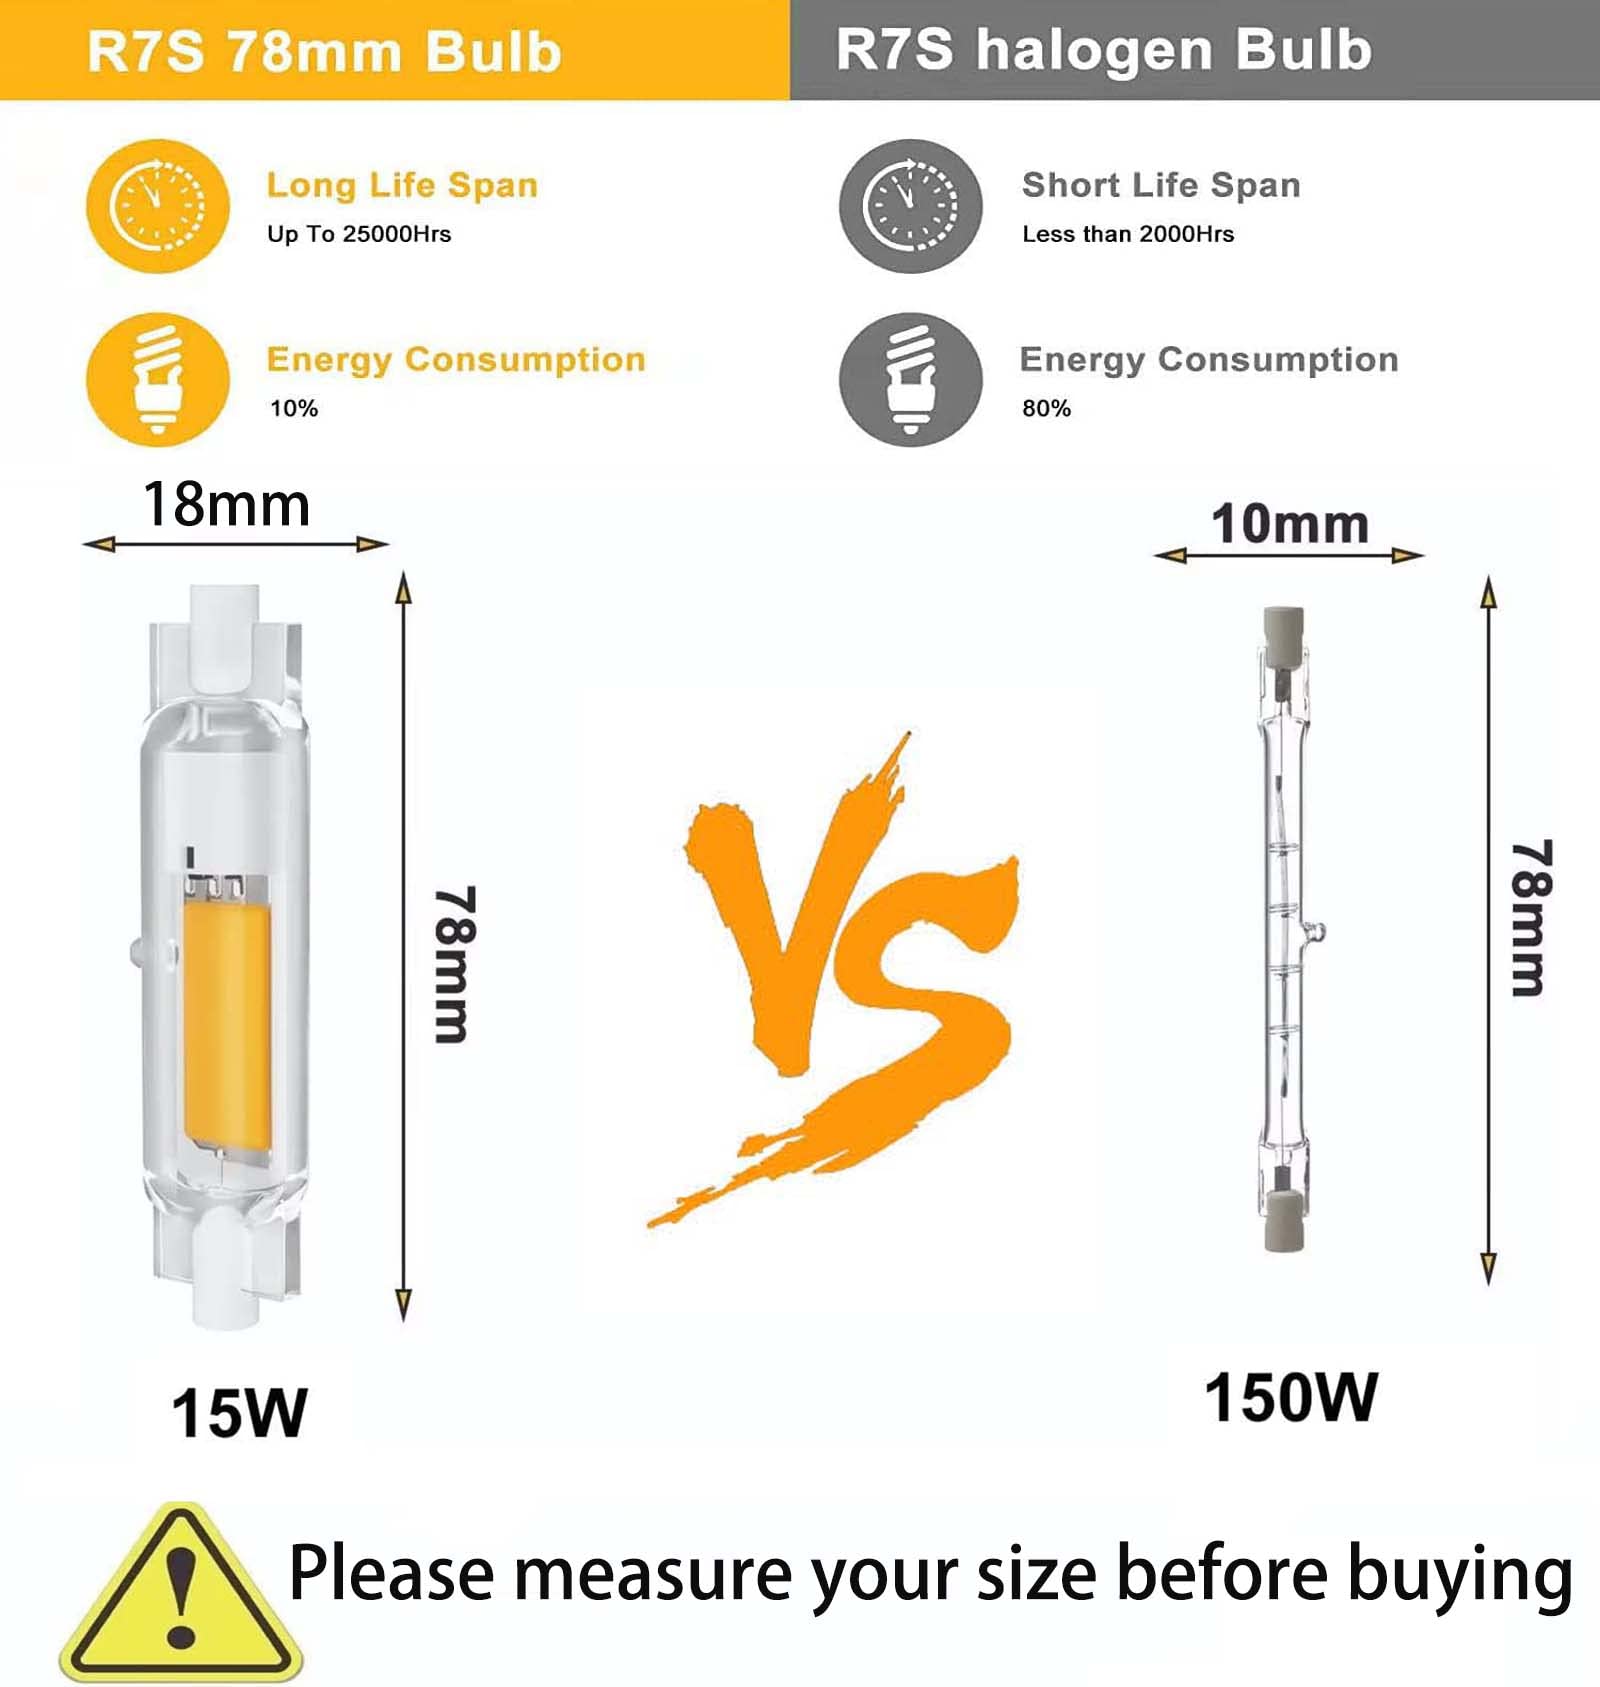 R7S 78mm Bulb
R7S halogen Bulb
Long Life Span
Up To 25000Hrs
Short Life Span
Less than 2000Hrs
Energy Consumption
10%
Energy Consumption
80%
18mm
10mm
78mm
VS
78mm
15W
150W
Please measure your size before buying